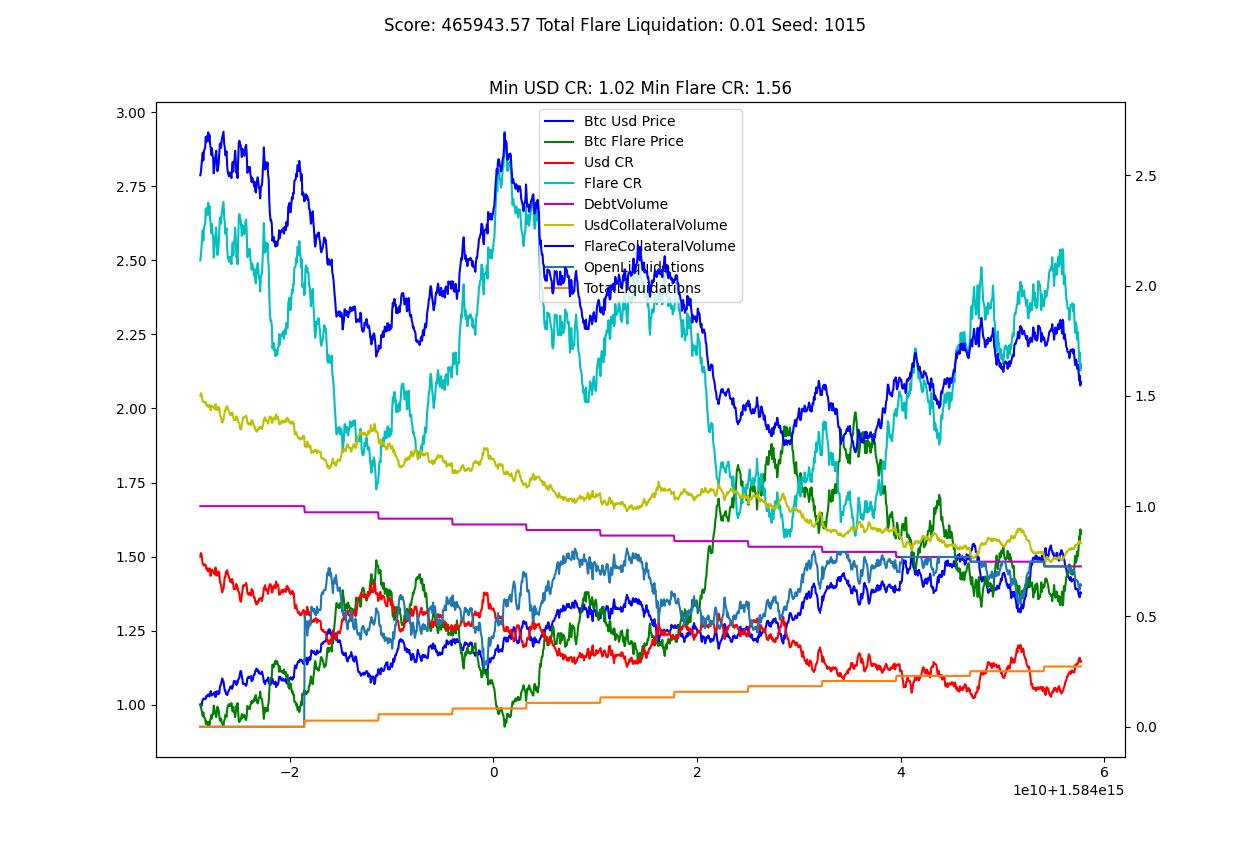 Score: 465943.57 Total Flare Liquidation: 0.01 Seed: 1015
Min USD CR: 1.02 Min Flare CR: 1.56
3.00
2.75
2.50
2.25
2.00
1.75
1.50
1.25
1.00
Btc Usd Price
Btc Flare Price
Usd CR
Flare CR
DebtVolume
UsdCollateralVolume
FlareCollateralVolume
OpenLiquidations
TotalLiquidations
2.5
2.0
1.5
1.0
0.5
0.0
−2 0 2 4 6
1e10+1.584e15